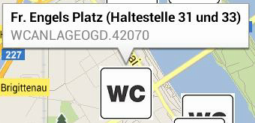 Fr. Engels Platz (Haltestelle 31 und 33)
WCANLAGEOGD.42070
227
Brigittenau
WC
WC